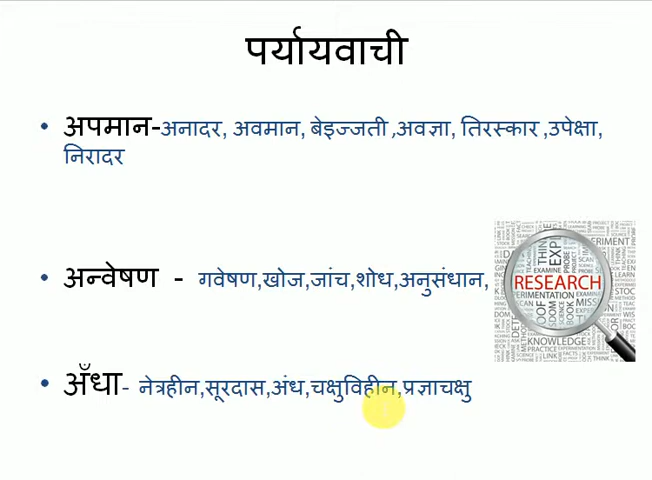 पर्यायवाची
• अपमान-अनादर, अवमान, बेइज्जती ,अवज्ञा, तिरस्कार ,उपेक्षा,
निरादर
• अन्वेषण - गवेषण,खोज,जांच,शोध,अनुसंधान,
RESEARCH
• अँधा- नेत्रहीन,सूरदास,अंध,चक्षुविहीन,प्रज्ञाचक्षु